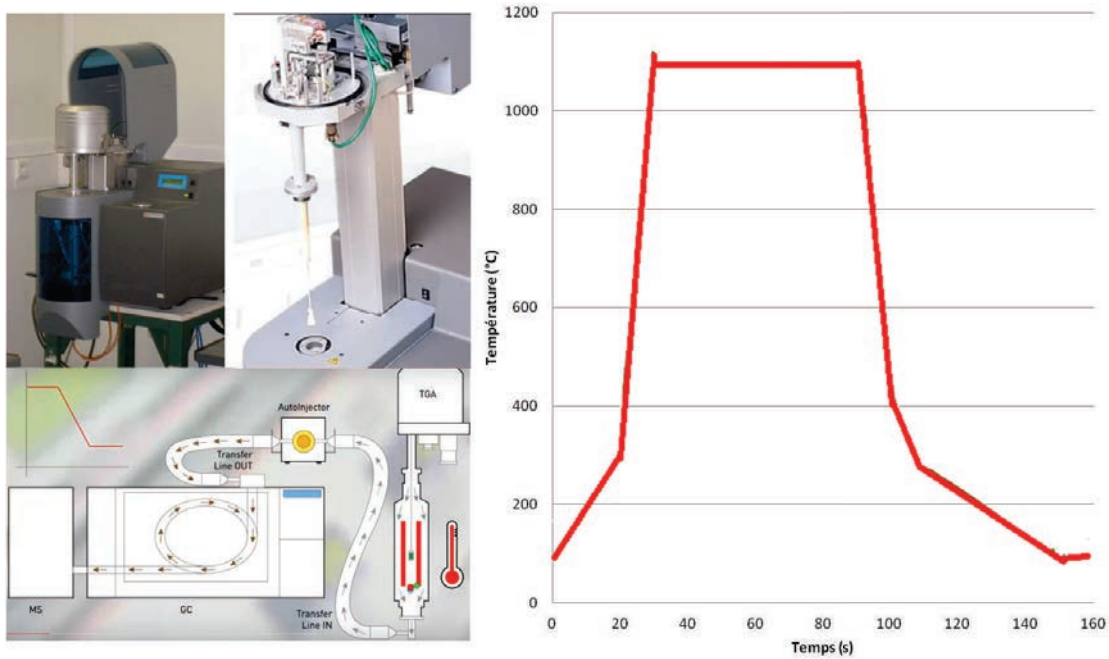 TGA
AutoInjector
Transfer
Line OUT
MS
GC
Transfer
Line IN
1200
1000
800
600
400
200
0
Température (°C)
0 20 40 60 80 100 120 140 160
Temps (s)